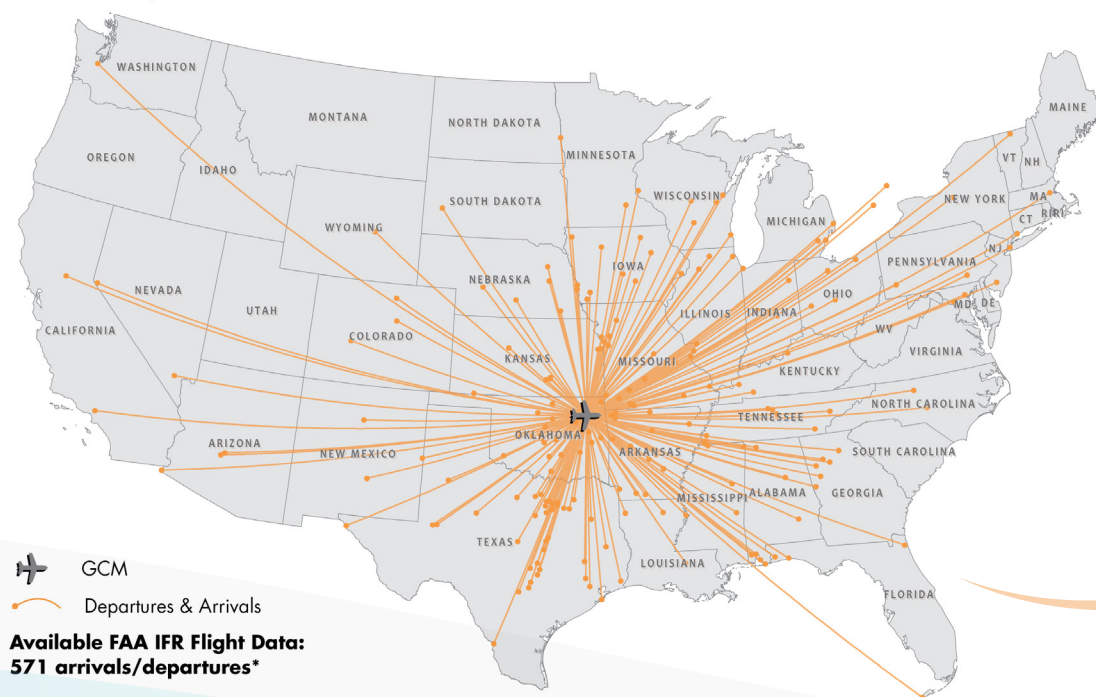 WASHINGTON
MAINE
MONTANA
NORTH DAKOTA
MINNESOTA
VT
NH
OREGON
IDAHO
SOUTH DAKOTA
WISCONSIN
MICHIGAN
NEW YORK
MA
CT
RI
RI
WYOMING
IOWA
NEBRASKA
PENNSYLVANIA
NJ
NEVADA
UTAH
COLORADO
ILLINOIS
INDIANA
OHIO
MD
DE
CALIFORNIA
KANSAS
MISSOURI
WV
VIRGINIA
KENTUCKY
NORTH CAROLINA
TENNESSEE
ARIZONA
NEW MEXICO
OKLAHOMA
ARKANSAS
SOUTH CAROLINA
MISSISSIPPI
ALABAMA
GEORGIA
TEXAS
LOUISIANA
FLORIDA
GCM
Departures & Arrivals
Available FAA IFR Flight Data:
571 arrivals/departures*